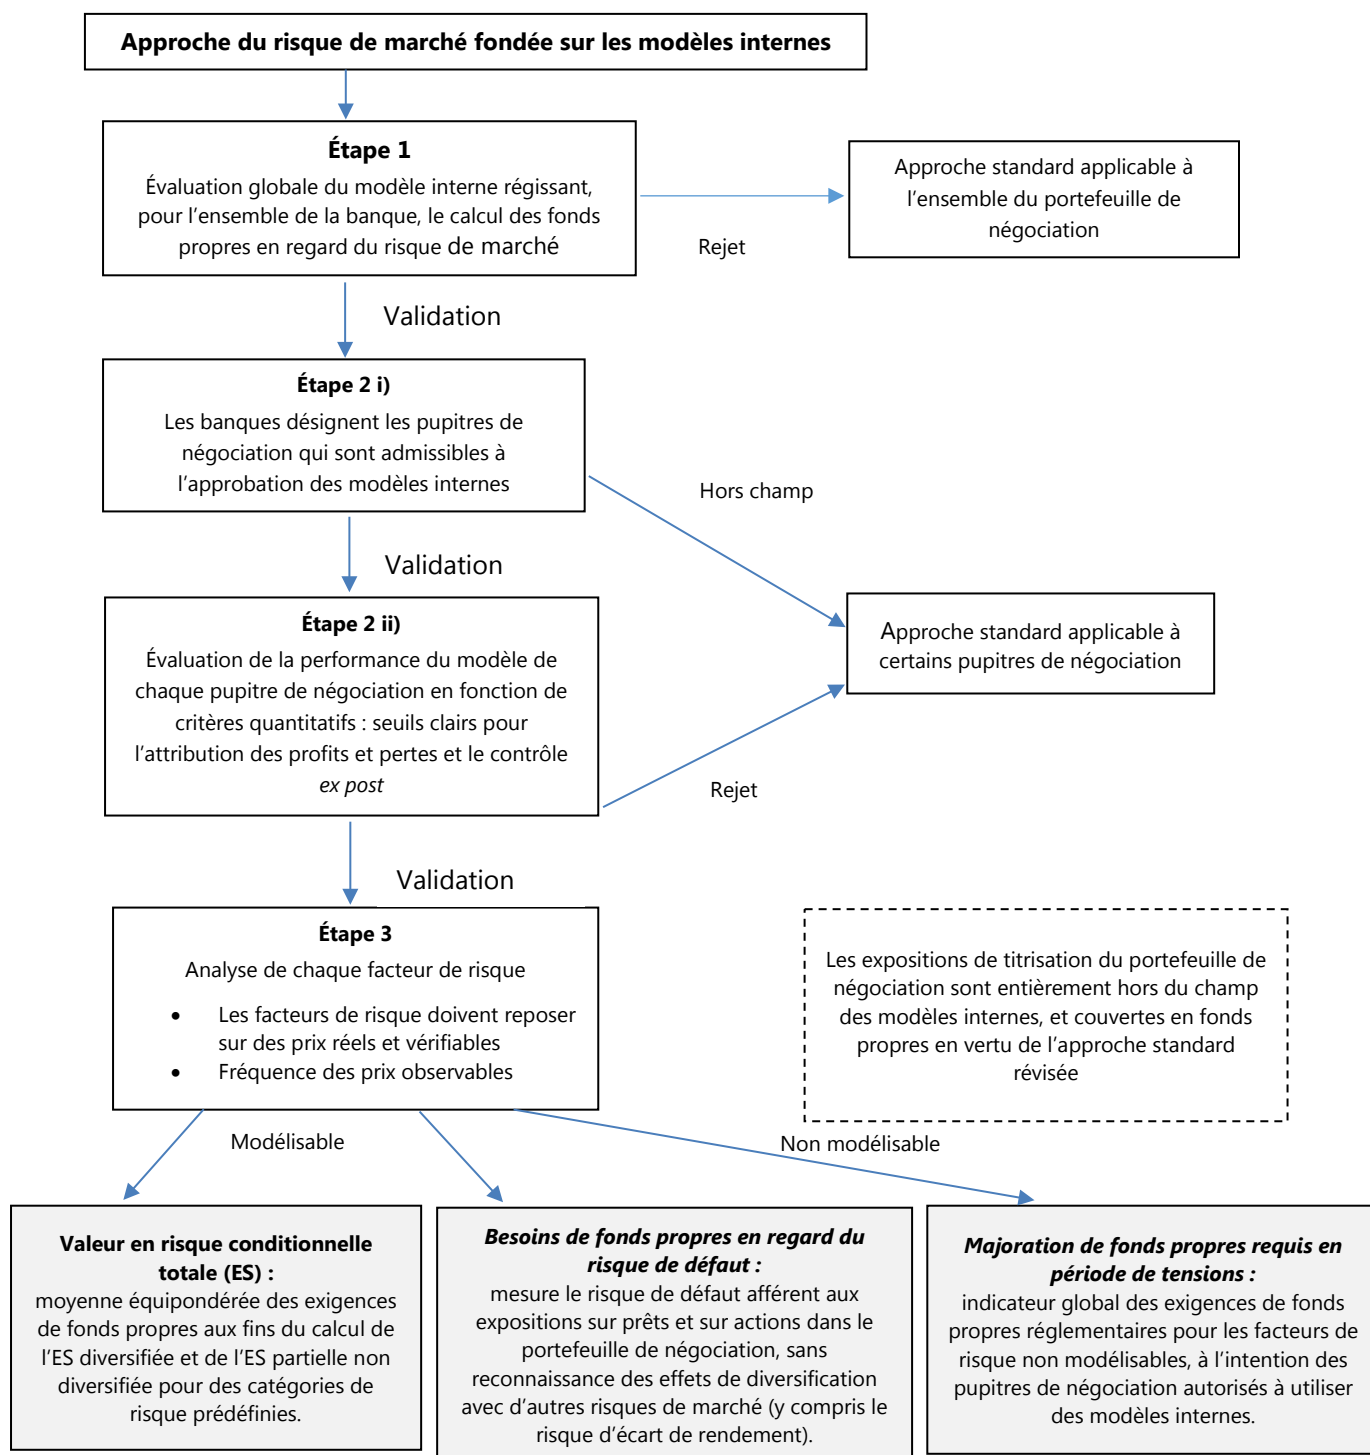 Approche du risque de marché fondée sur les modèles internes
Étape 1
Évaluation globale du modèle interne régissant,
pour l'ensemble de la banque, le calcul des fonds
propres en regard du risque de marché
Rejet
Approche standard applicable à
l'ensemble du portefeuille de
négociation
Validation
Étape 2 i)
Les banques désignent les pupitres de
négociation qui sont admissibles à
l'approbation des modèles internes
Hors champ
Validation
Étape 2 ii)
Évaluation de la performance du modèle de
chaque pupitre de négociation en fonction de
critères quantitatifs : seuils clairs pour
l'attribution des profits et pertes et le contrôle
ex post
Approche standard applicable à
certains pupitres de négociation
Rejet
Validation
Étape 3
Analyse de chaque facteur de risque
• Les facteurs de risque doivent reposer
sur des prix réels et vérifiables
• Fréquence des prix observables
Les expositions de titrisation du portefeuille de
négociation sont entièrement hors du champ
des modèles internes, et couvertes en fonds
propres en vertu de l'approche standard
révisée
Modélisable
Non modélisable
Valeur en risque conditionnelle
totale (ES) :
moyenne équipondérée des exigences
de fonds propres aux fins du calcul de
l'ES diversifiée et de l'ES partielle non
diversifiée pour des catégories de
risque prédéfinies.
Besoins de fonds propres en regard du
risque de défaut :
mesure le risque de défaut afférent aux
expositions sur prêts et sur actions dans le
portefeuille de négociation, sans
reconnaissance des effets de diversification
avec d'autres risques de marché (y compris le
risque d'écart de rendement).
Majoration de fonds propres requis en
période de tensions :
indicateur global des exigences de fonds
propres réglementaires pour les facteurs de
risque non modélisables, à l'intention des
pupitres de négociation autorisés à utiliser
des modèles internes.